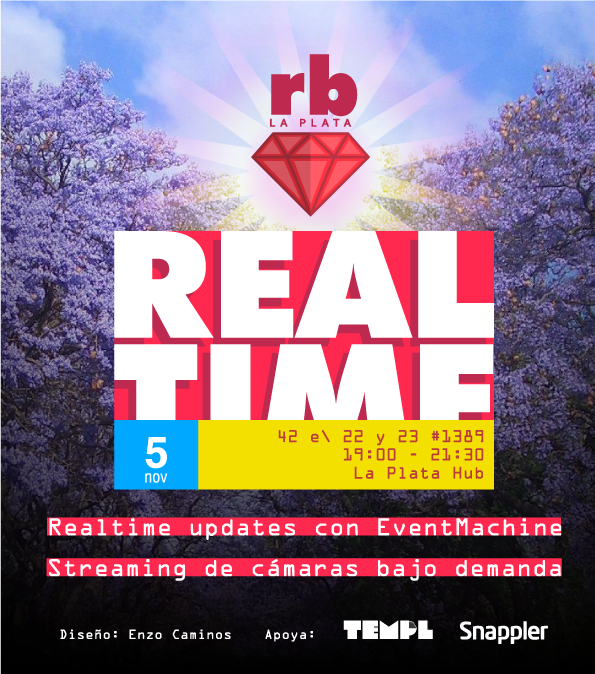 rb
LA PLATA
REAL
TIME
5
nov
42 e\ 22 y 23 #1389
19:00 - 21:30
La Plata Hub
Realtime updates con EventMachine
Streaming de cámaras bajo demanda
Diseño: Enzo Caminos Apoya: TEMPL Snappler